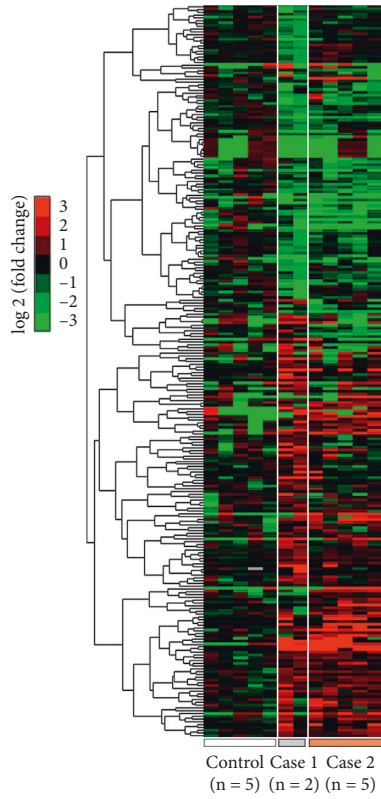 log 2 (fold change)
3
2
1
0
−1
−2
−3
Control Case 1 Case 2
(n = 5) (n = 2) (n = 5)